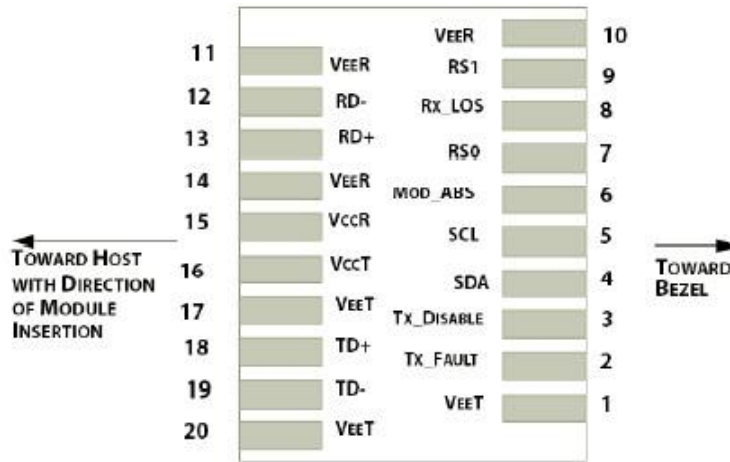 11 VEER
12 RD-
13 RD+
14 VEER
15 VCCR
16 VCCT
17 VEET
18 TD+
19 TD-
20 VEET
VEER 10
RS1 9
RX_LOS 8
RS0 7
MOD_ABS 6
SCL 5
SDA 4
TX_DISABLE 3
TX_FAULT 2
VEET 1
TOWARD HOST
WITH DIRECTION
OF MODULE
INSERTION
TOWARD
BEZEL